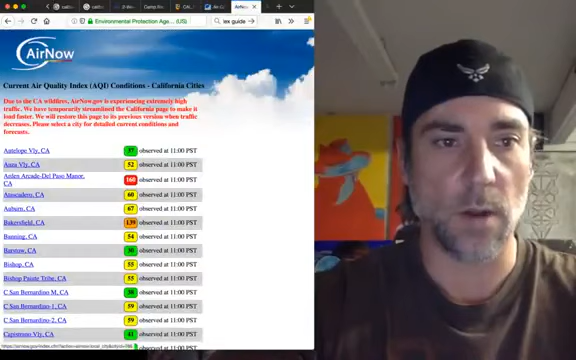 Environmental Protection Age... (US)
lex guide
AirNow
Current Air Quality Index (AQI) Conditions - California Cities
Due to the CA wildfires, AirNow.gov is experiencing extremely high
traffic. We have temporarily streamlined the California page to make it
load faster. We will restore this page to its previous version when traffic
decreases. Please select a city for detailed current conditions and
forecasts.
Antelope Vly, CA 37 observed at 11:00 PST
Anza Vly, CA 52 observed at 11:00 PST
Arden Arcade-Del Paso Manor,
CA 160 observed at 11:00 PST
Atascadero, CA 60 observed at 11:00 PST
Auburn, CA 67 observed at 11:00 PST
Bakersfield, CA 139 observed at 11:00 PST
Banning, CA 54 observed at 11:00 PST
Barstow, CA observed at 11:00 PST
Bishop, CA 55 observed at 11:00 PST
Bishop Paiute Tribe, CA 55 observed at 11:00 PST
C San Bernardino M, CA observed at 11:00 PST
C San Bernardino-1, CA 59 observed at 11:00 PST
C San Bernardino-2, CA 59 observed at 11:00 PST
Capistrano Vly, CA 41 observed at 11:00 PST